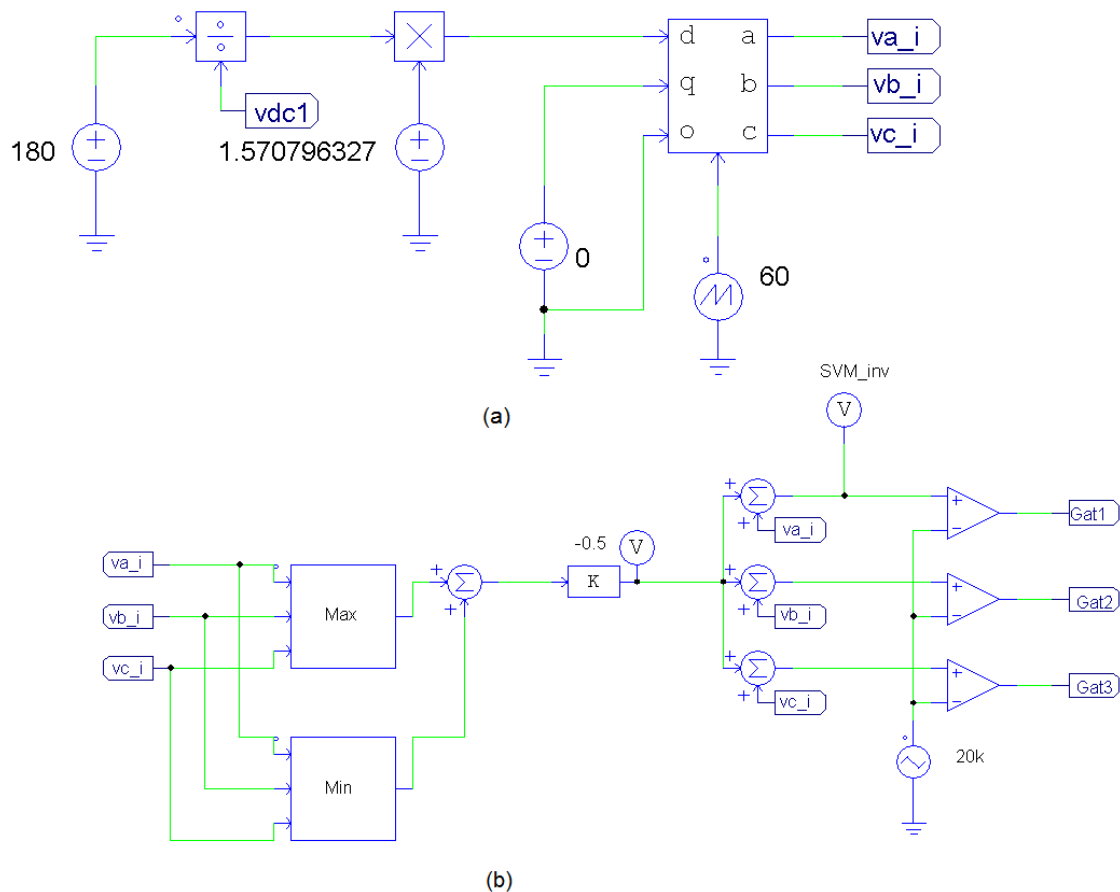 d a va_i
q b vb_i
vdc1
o c vc_i
180
1.570796327
0
60
SVM_inv
V
(a)
Σ
va_i
Gat1
-0.5
V
va_i
Σ
K
Max
vb_i
Σ
Gat2
vb_i
vc_i
Σ
Gat3
vc_i
20k
Min
(b)